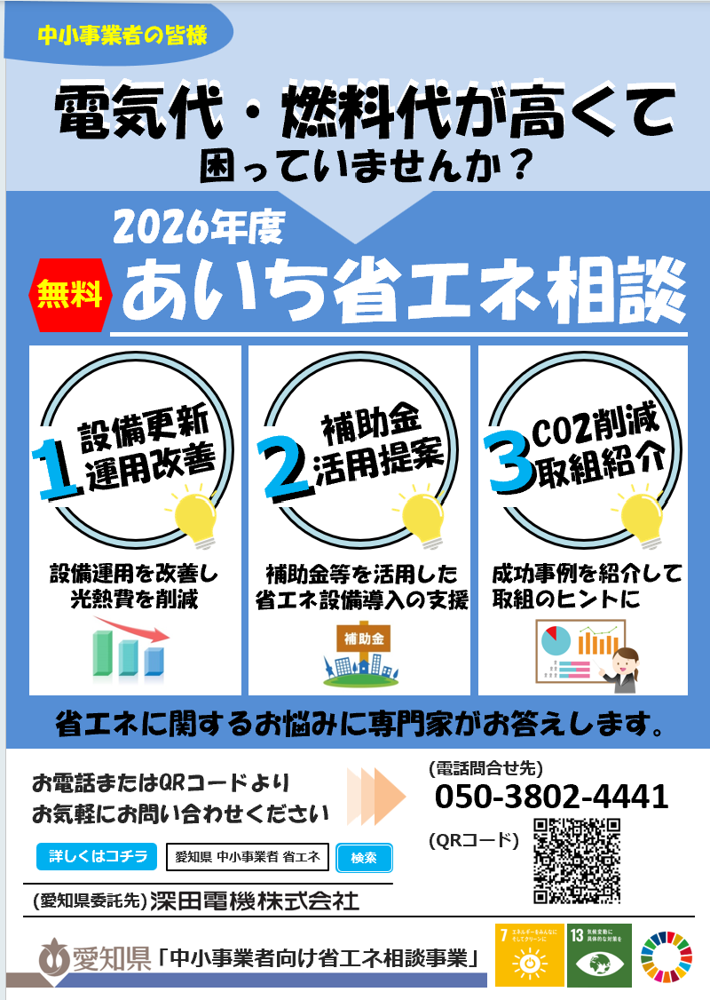 中小事業者の皆様
電気代・燃料代が高くて
困っていませんか？
2026年度
無料
あいち省エネ相談
1
設備更新
運用改善
設備運用を改善し
光熱費を削減
2
補助金
活用提案
補助金等を活用した
省エネ設備導入の支援
補助金
3
CO2削減
取組紹介
成功事例を紹介して
取組のヒントに
省エネに関するお悩みに専門家がお答えします。
お電話またはQRコードより
お気軽にお問い合わせください
(電話問合せ先)
050-3802-4441
(QRコード)
詳しくはコチラ
愛知県 中小事業者 省エネ
検索
(愛知県委託先)深田電機株式会社
愛知県「中小事業者向け省エネ相談事業」
7 エネルギーをみんなに
そしてクリーンに
13 気候変動に
具体的な対策を